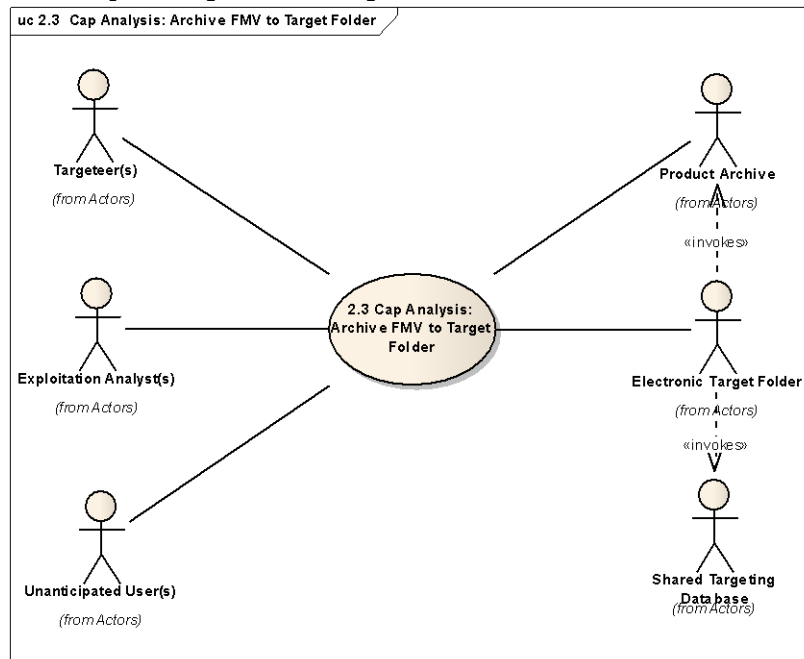 uc 2.3 Cap Analysis: Archive FMV to Target Folder
Targeteer(s)
(from Actors)
Product Archive
(from Actors)
«invokes»
2.3 Cap Analysis:
Archive FMV to Target
Folder
Exploitation Analyst(s)
(from Actors)
Electronic Target Folder
(from Actors)
«invokes»
Unanticipated User(s)
(from Actors)
Shared Targeting
Database
(from Actors)